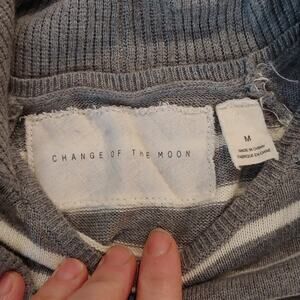 CHANGE OF THE MOON
M
MADE IN CHINA
FABRIQUÉ EN CHINE